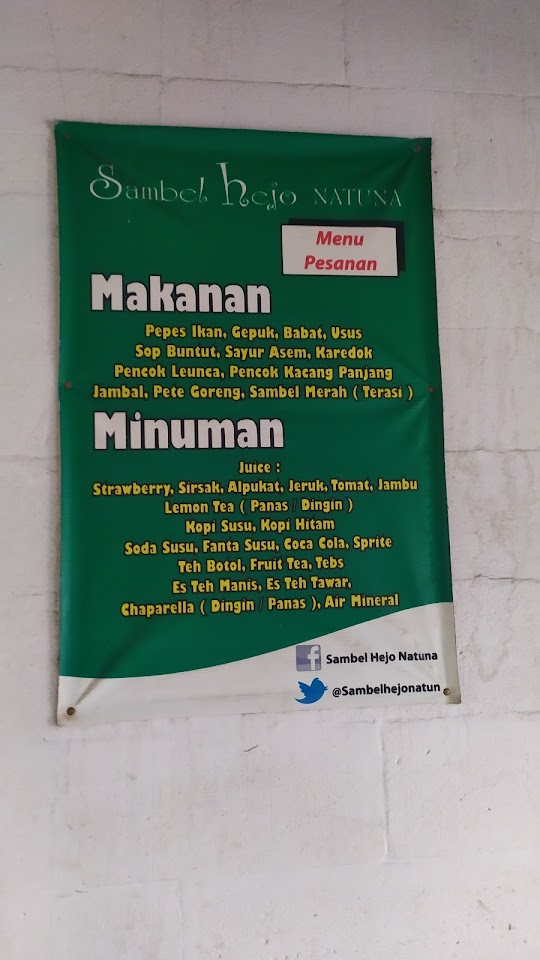 Sambel hejo NATUNA
Menu
Pesanan
Makanan
Pepes Ikan, Gepuk, Babat, Usus
Sop Buntut, Sayur Asem, Karedok
Pencok Leunca, Pencok Kacang Panjang
Jambal, Pete Goreng, Sambel Merah ( Terasi )
Minuman
Juice :
Strawberry, Sirsak, Alpukat, Jeruk, Tomat, Jambu
Lemon Tea ( Panas / Dingin )
Kopi Susu, Kopi Hitam
Soda Susu, Fanta Susu, Coca Cola, Sprite
Teh Botol, Fruit Tea, Tebs
Es Teh Manis, Es Teh Tawar,
Chaparella ( Dingin / Panas ), Air Mineral
f Sambel Hejo Natuna
@Sambelhejonatun